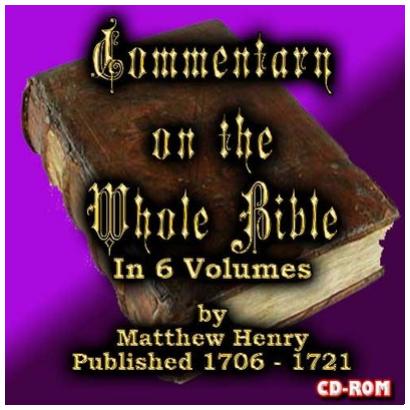 Commentary
on the
Whole Bible
In 6 Volumes
by
Matthew Henry
Published 1706 - 1721
CD-ROM